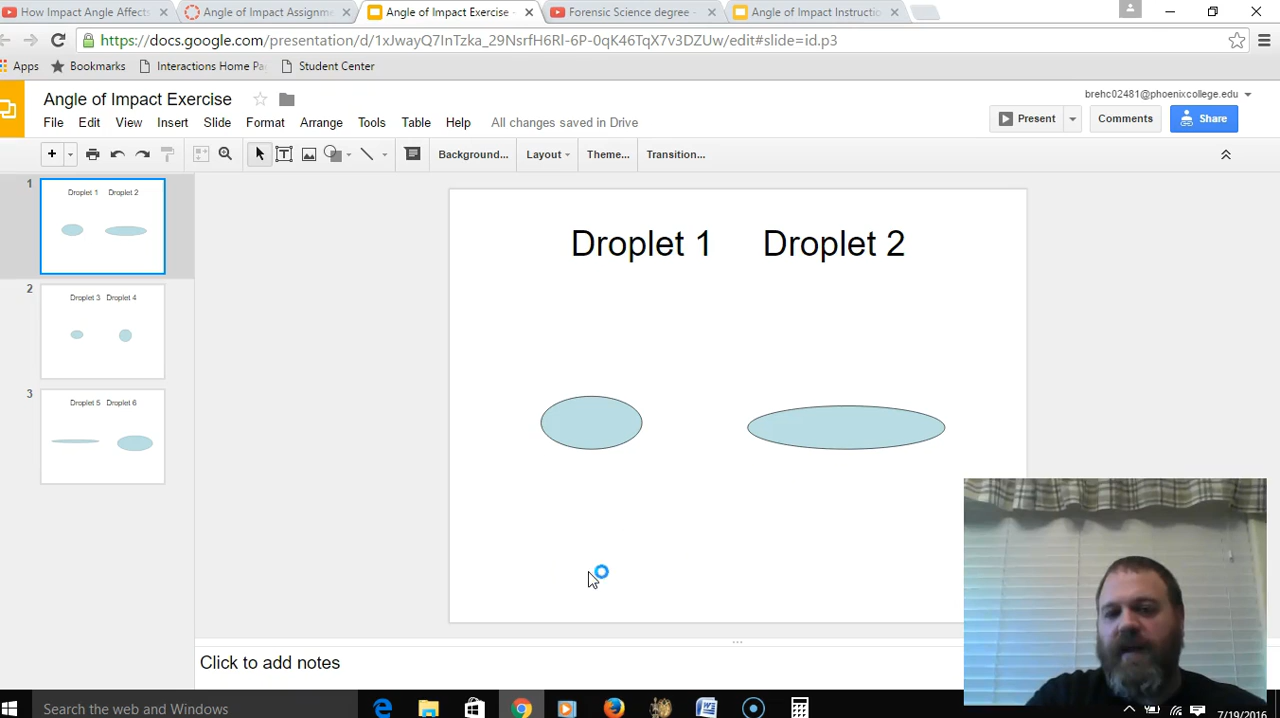 How Impact Angle Affects
Angle of Impact Assignme
Angle of Impact Exercise -
Forensic Science degree -
Angle of Impact Instructio
https://docs.google.com/presentation/d/1xJwayQ7InTzka_29NsrfH6Rl-6P-0qK46TqX7v3DZUw/edit#slide=id.p3
Apps
Bookmarks
Interactions Home Pa
Student Center
Angle of Impact Exercise
brehc02481@phoenixcollege.edu
File Edit View Insert Slide Format Arrange Tools Table Help All changes saved in Drive
Present
Comments
Share
Background...
Layout
Theme...
Transition...
1
Droplet 1 Droplet 2
2
Droplet 3 Droplet 4
3
Droplet 5 Droplet 6
Droplet 1 Droplet 2
Click to add notes
Search the web and Windows
7/19/2016